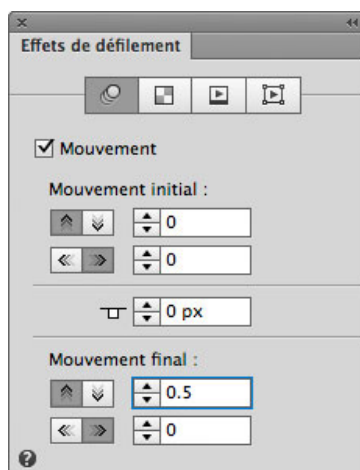 Effets de défilement
Mouvement
Mouvement initial :
0
0
0 px
Mouvement final :
0.5
0